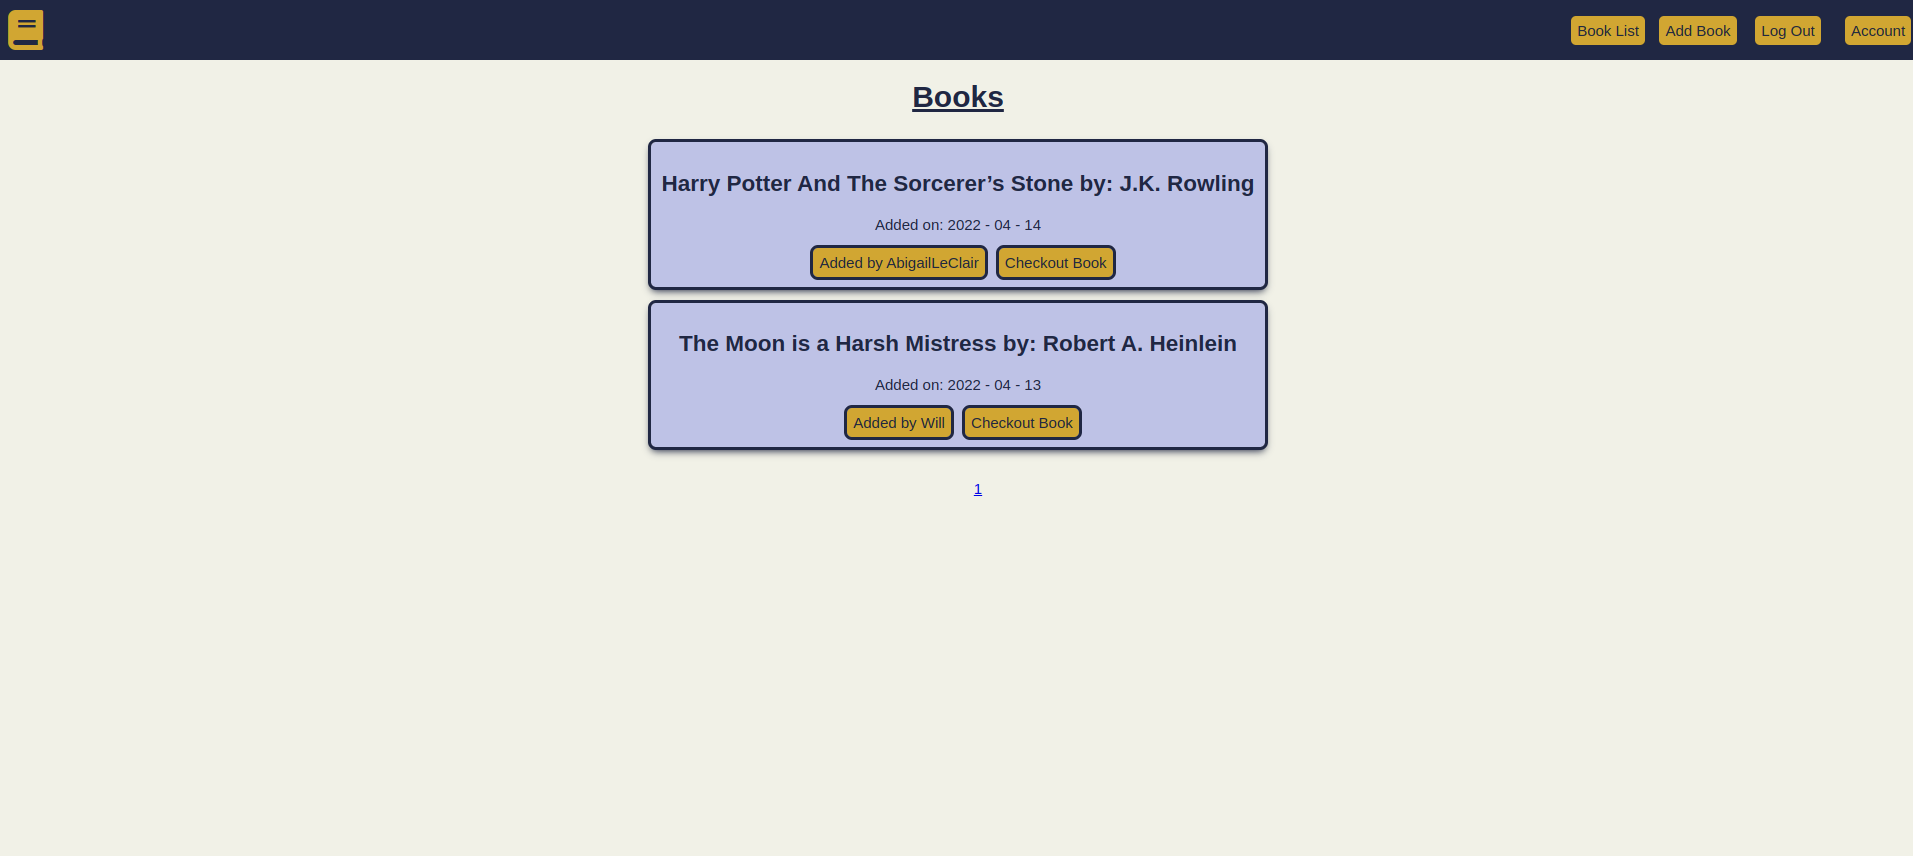 Book List Add Book Log Out Account
Books
Harry Potter And The Sorcerer’s Stone by: J.K. Rowling
Added on: 2022 - 04 - 14
Added by AbigailLeClair Checkout Book
The Moon is a Harsh Mistress by: Robert A. Heinlein
Added on: 2022 - 04 - 13
Added by Will Checkout Book
1